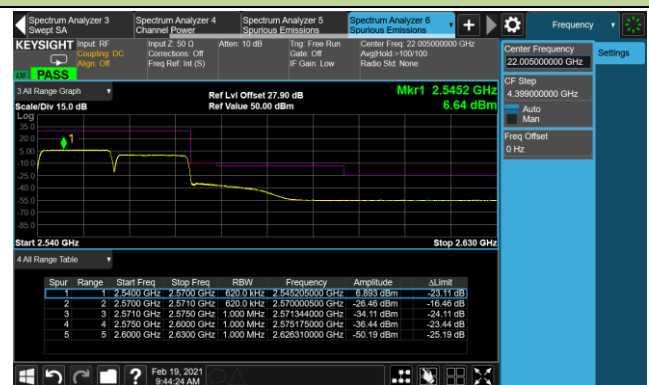 Spectrum Analyzer 3
Swept SA
Spectrum Analyzer 4
Channel Power
Spectrum Analyzer 5
Spurious Emissions
Spectrum Analyzer 6
Spurious Emissions
Frequency
KEYSIGHT
Input: RF
Coupling: DC
Align: Off
Input Z: 50 Ω
Corrections: Off
Freq Ref: Int (S)
Atten: 10 dB
Trig: Free Run
Gate: Off
IF Gain: Low
Center Freq: 22.005000000 GHz
Avg|Hold:>100/100
Radio Std: None
PASS
Center Frequency
22.005000000 GHz
Settings
CF Step
4.399000000 GHz
Auto
Man
Freq Offset
0 Hz
3 All Range Graph
Ref Lvl Offset 27.90 dB
Mkr1 2.5452 GHz
Scale/Div 15.0 dB
Ref Value 50.00 dBm
6.64 dBm
Log
35.0
20.0
5.00
-10.0
-25.0
-40.0
-55.0
-70.0
-85.0
1
Start 2.540 GHz
Stop 2.630 GHz
4 All Range Table
Spur Range Start Freq Stop Freq RBW Frequency Amplitude ΔLimit
1 1 2.5400 GHz 2.5700 GHz 620.0 kHz 2.545205000 GHz 6.893 dBm -23.11 dB
2 2 2.5700 GHz 2.5710 GHz 620.0 kHz 2.570000500 GHz -26.46 dBm -16.46 dB
3 3 2.5710 GHz 2.5750 GHz 1.000 MHz 2.571344000 GHz -34.11 dBm -24.11 dB
4 4 2.5750 GHz 2.6000 GHz 1.000 MHz 2.575175000 GHz -36.44 dBm -23.44 dB
5 5 2.6000 GHz 2.6300 GHz 1.000 MHz 2.626310000 GHz -50.19 dBm -25.19 dB
Feb 19, 2021
9:44:24 AM